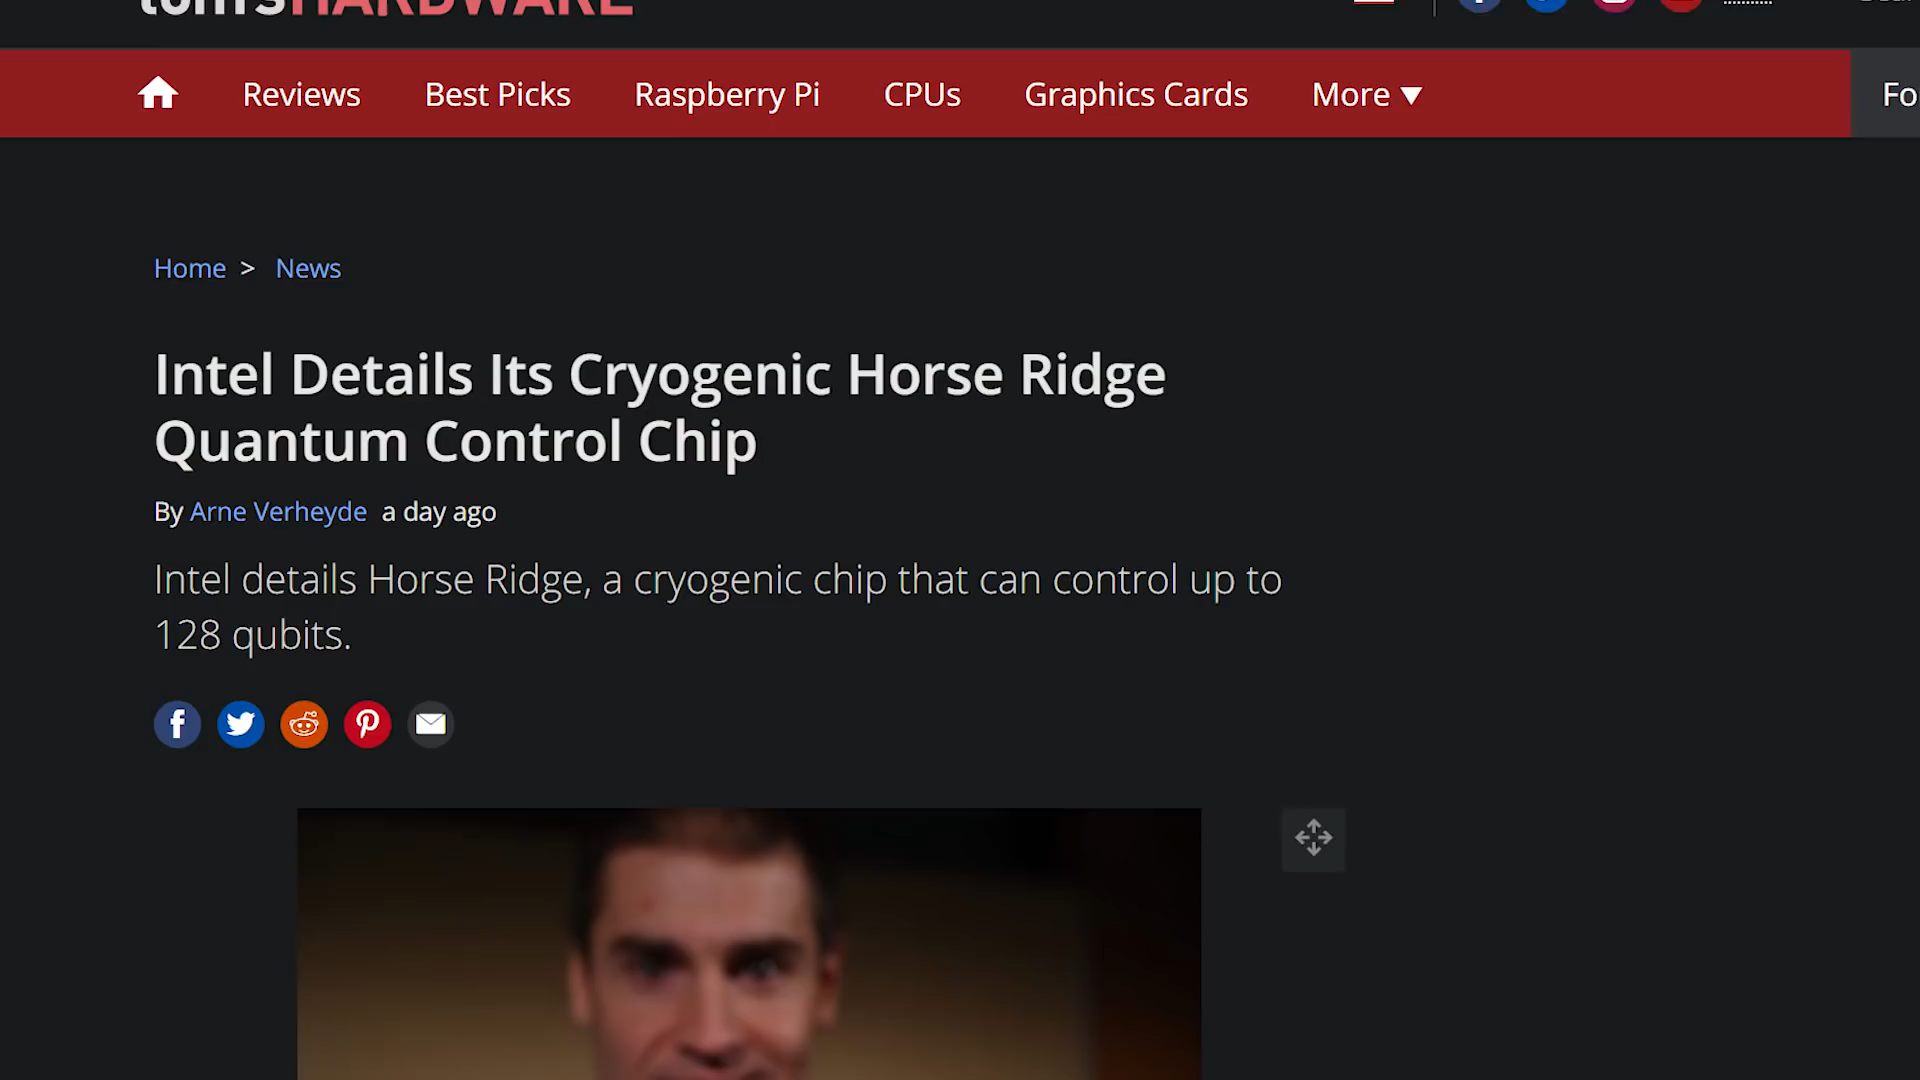 tom'sHARDWARE
Reviews Best Picks Raspberry Pi CPUs Graphics Cards More
Home > News
Intel Details Its Cryogenic Horse Ridge
Quantum Control Chip
By Arne Verheyde a day ago
Intel details Horse Ridge, a cryogenic chip that can control up to
128 qubits.